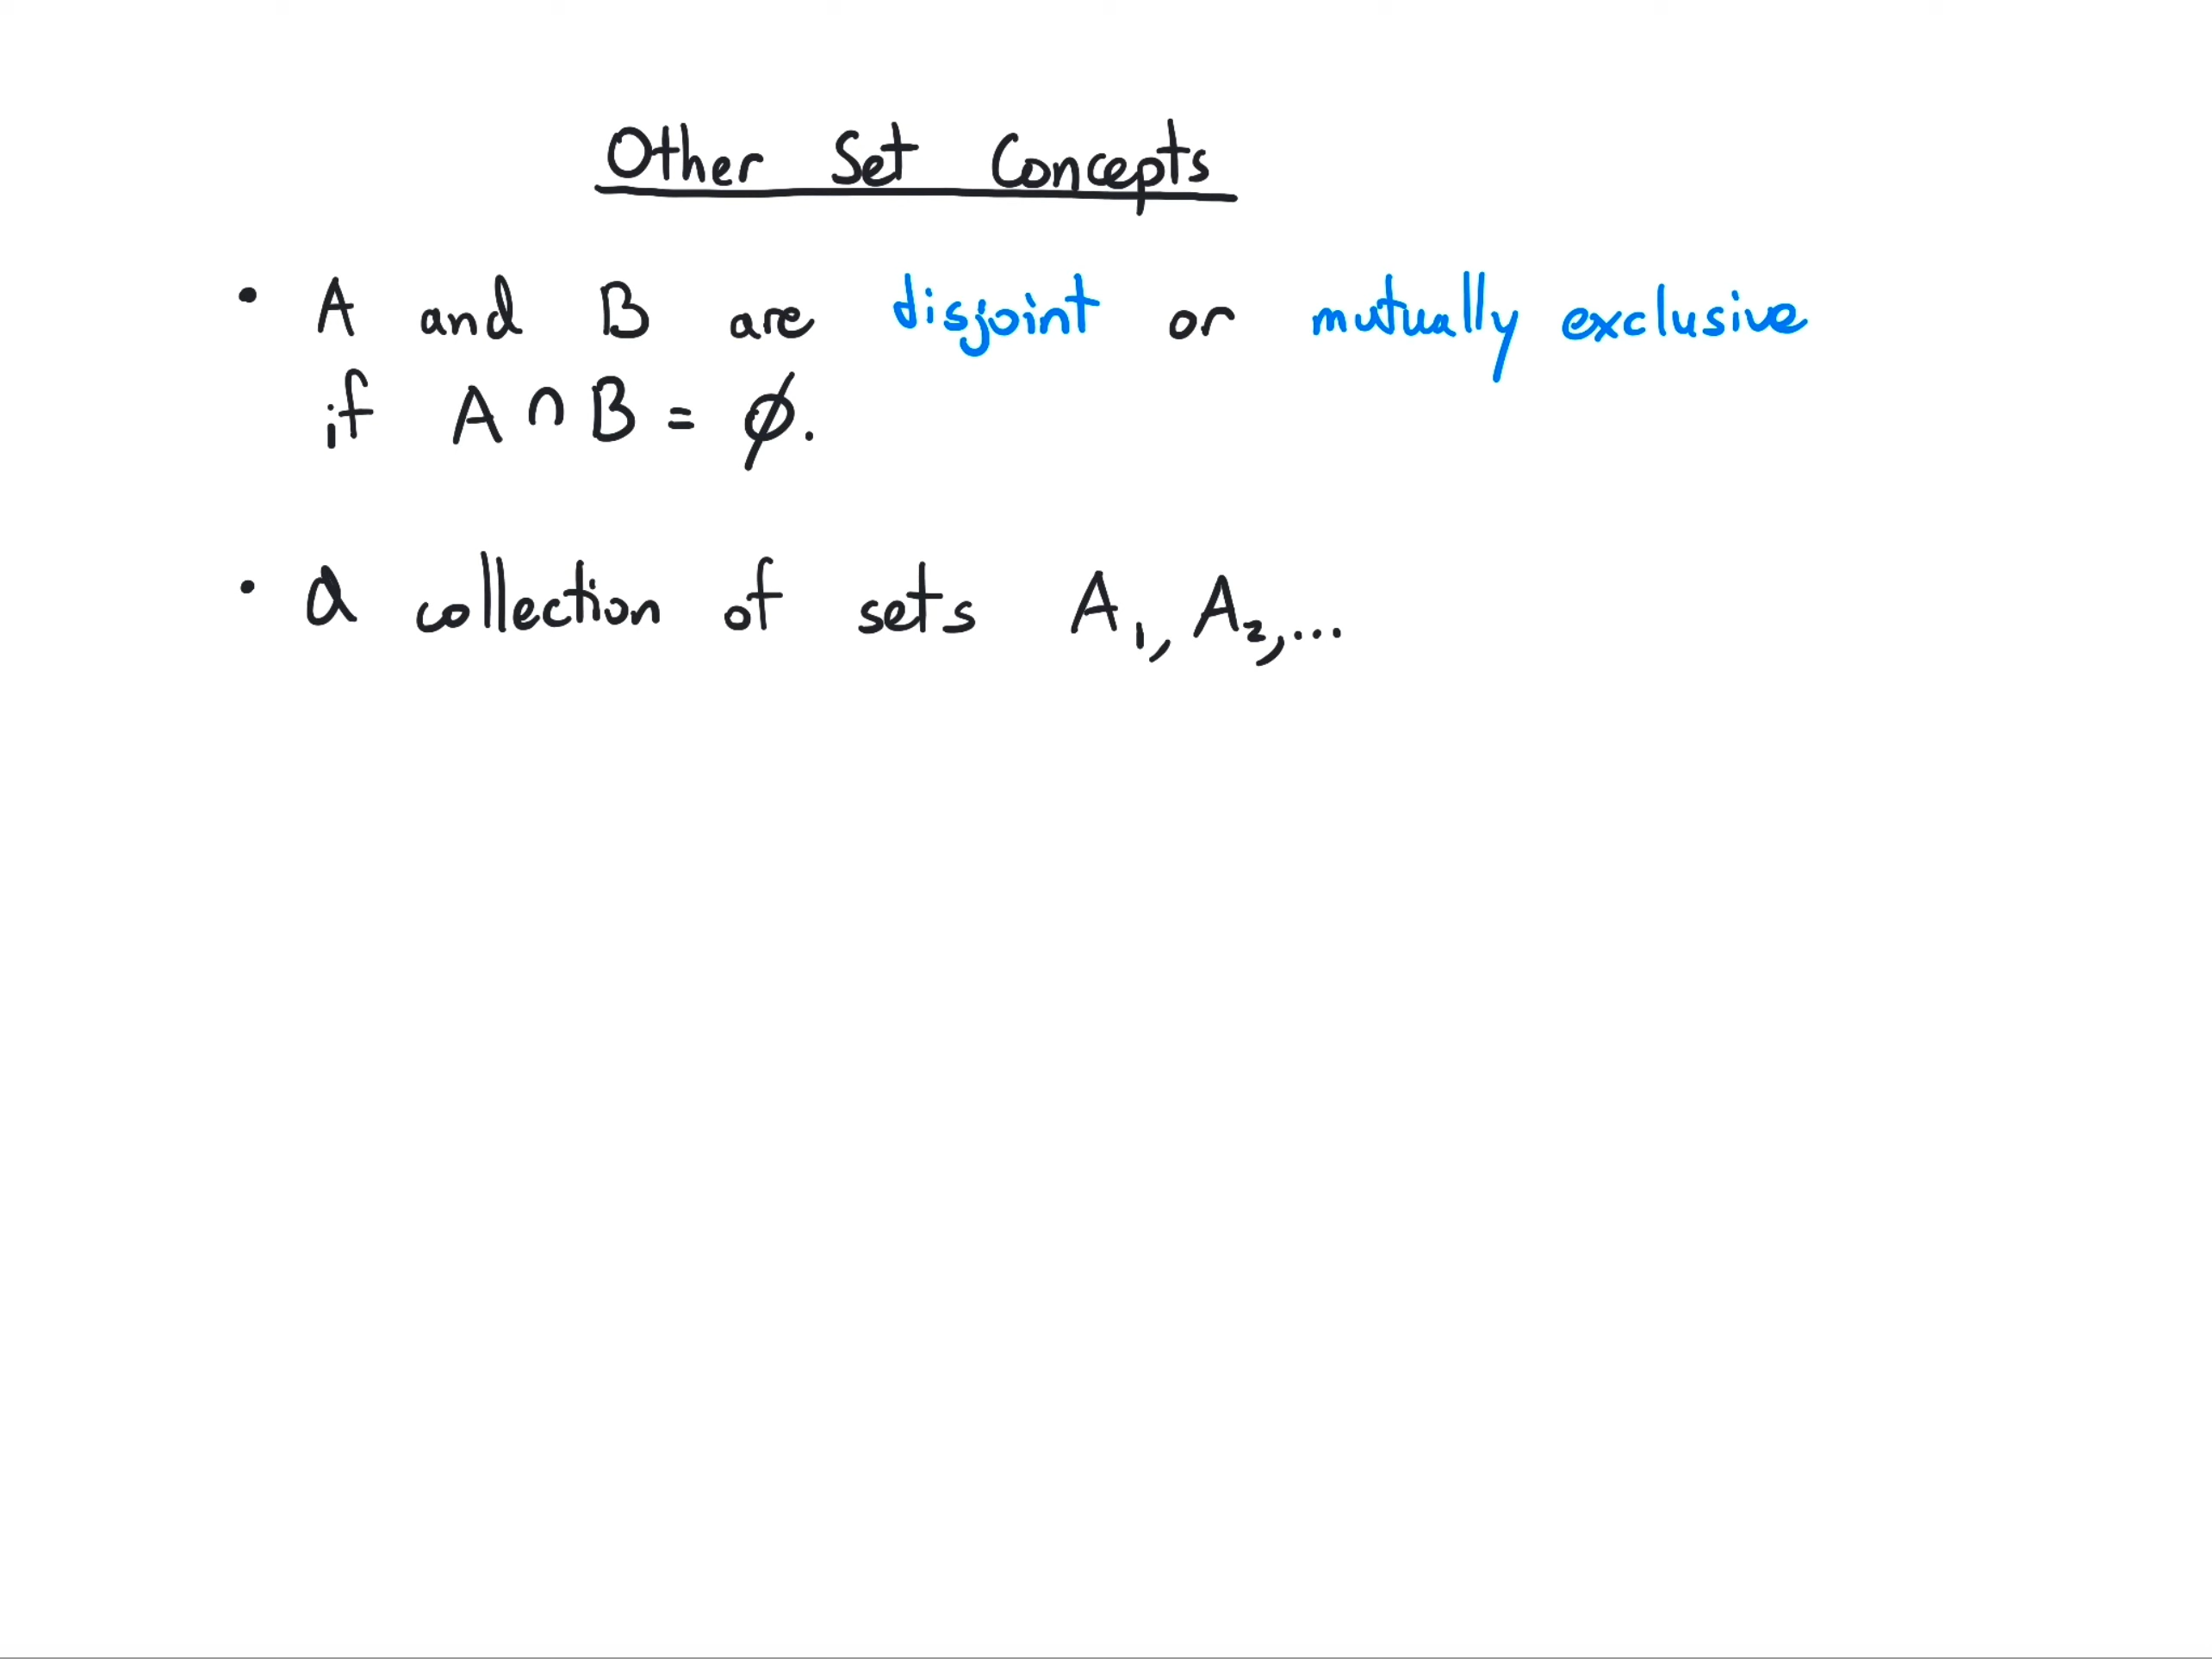 Other Set Concepts
• A and B are disjoint or mutually exclusive
if A ∩ B = ∅.
• a collection of sets A₁, A₂, ...